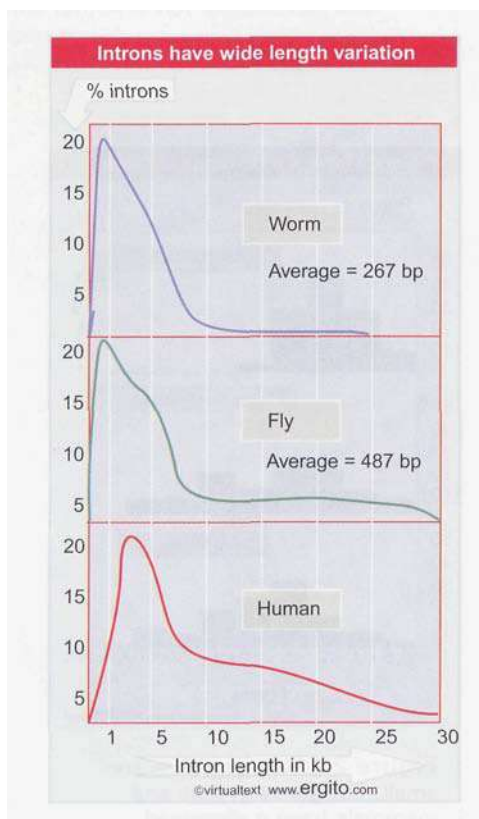 Introns have wide length variation
% introns
20
15
10
5
Worm
Average = 267 bp
20
15
10
5
Fly
Average = 487 bp
20
15
10
5
Human
1 5 10 15 20 25 30
Intron length in kb
©virtualtext www.ergito.com